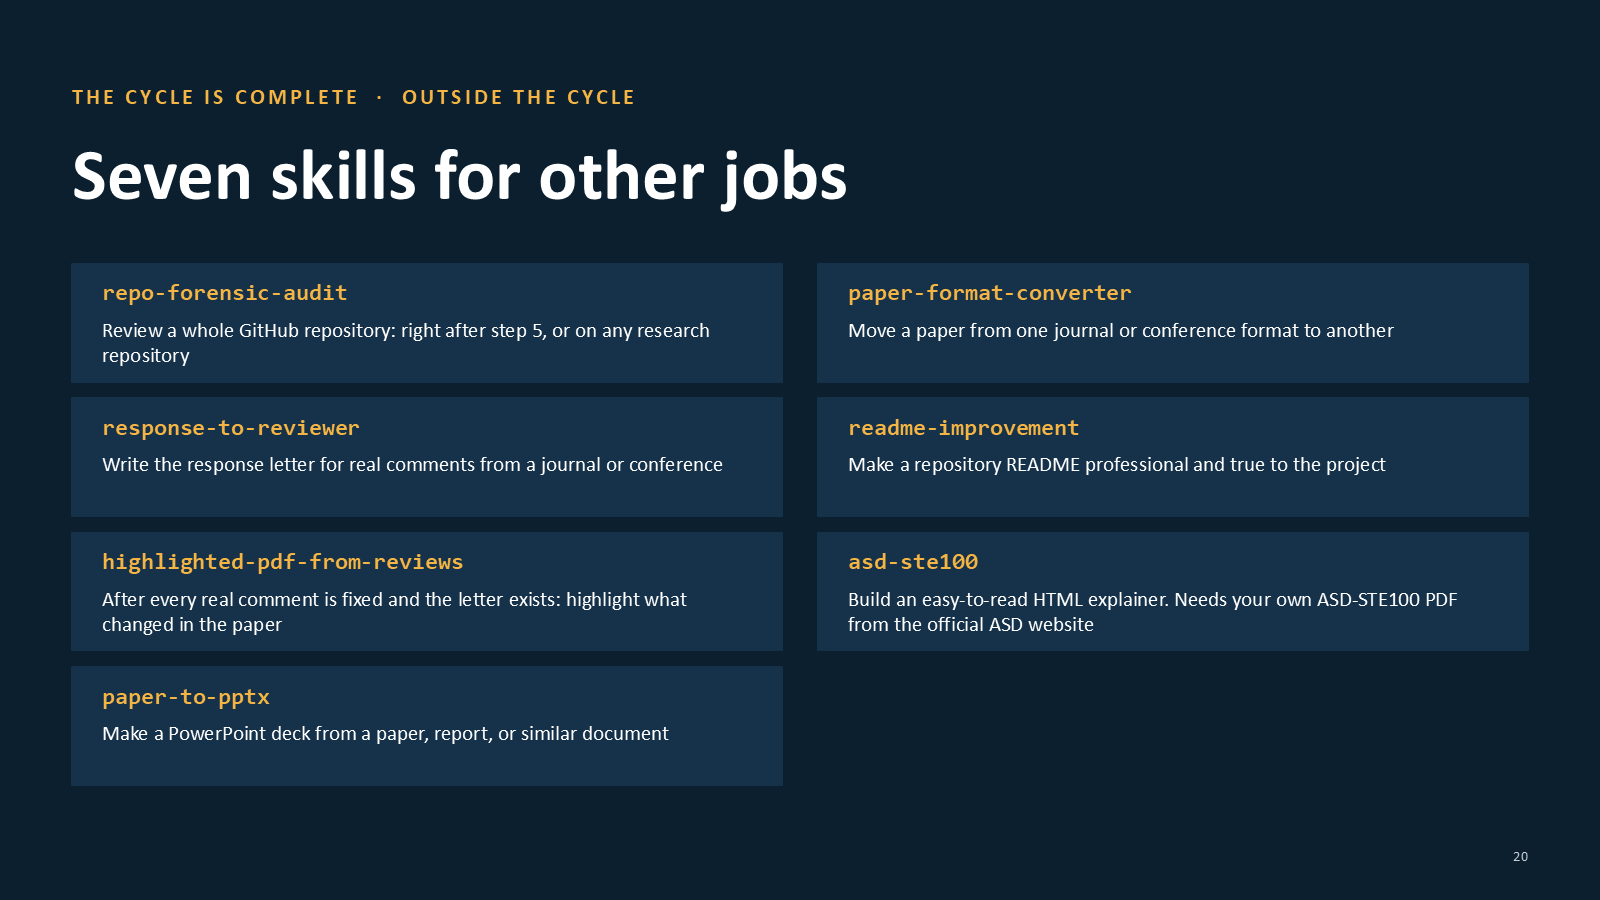 THE CYCLE IS COMPLETE · OUTSIDE THE CYCLE
Seven skills for other jobs
repo-forensic-audit
Review a whole GitHub repository: right after step 5, or on any research
repository
paper-format-converter
Move a paper from one journal or conference format to another
response-to-reviewer
Write the response letter for real comments from a journal or conference
readme-improvement
Make a repository README professional and true to the project
highlighted-pdf-from-reviews
After every real comment is fixed and the letter exists: highlight what
changed in the paper
asd-ste100
Build an easy-to-read HTML explainer. Needs your own ASD-STE100 PDF
from the official ASD website
paper-to-pptx
Make a PowerPoint deck from a paper, report, or similar document
20